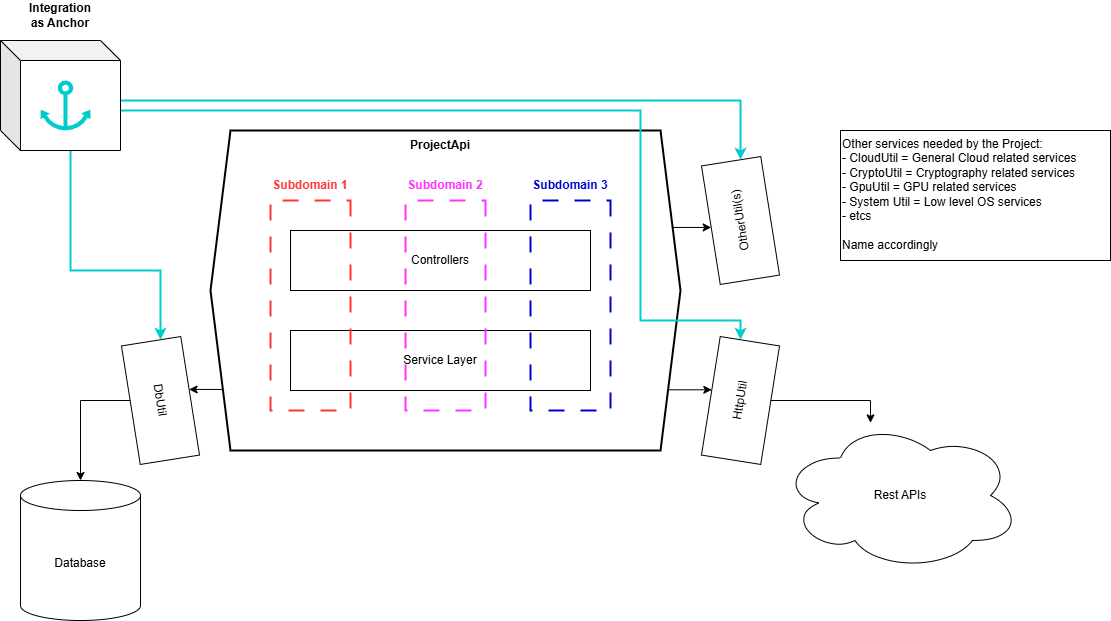 Integration
as Anchor
ProjectApi
Subdomain 1
Subdomain 2
Subdomain 3
Controllers
Service Layer
OtherUtil(s)
Other services needed by the Project:
- CloudUtil = General Cloud related services
- CryptoUtil = Cryptography related services
- GpuUtil = GPU related services
- System Util = Low level OS services
- etcs
Name accordingly
DbUtil
HttpUtil
Rest APIs
Database